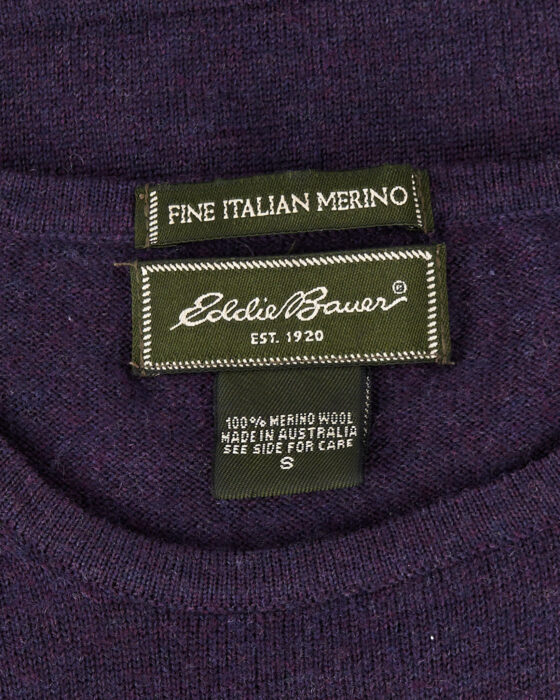 FINE ITALIAN MERINO
Eddie Bauer®
EST. 1920
100% MERINO WOOL
MADE IN AUSTRALIA
SEE SIDE FOR CARE
S